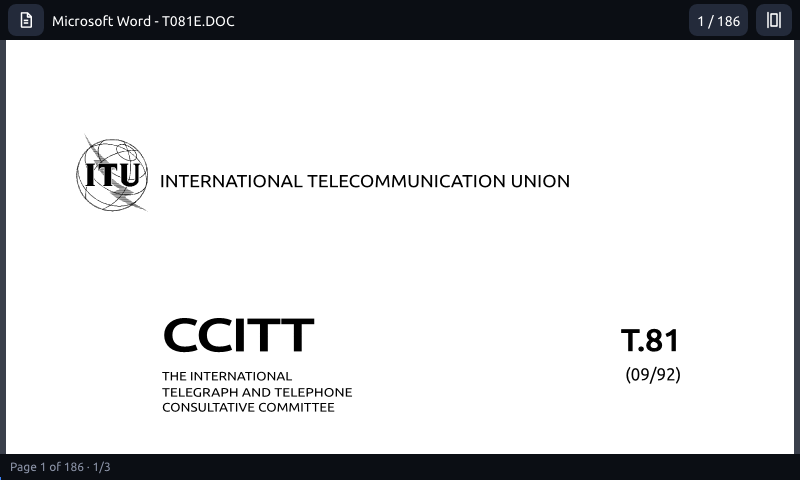 Microsoft Word - T081E.DOC
1 / 186
ITU
INTERNATIONAL TELECOMMUNICATION UNION
CCITT
T.81
(09/92)
THE INTERNATIONAL
TELEGRAPH AND TELEPHONE
CONSULTATIVE COMMITTEE
Page 1 of 186 · 1/3